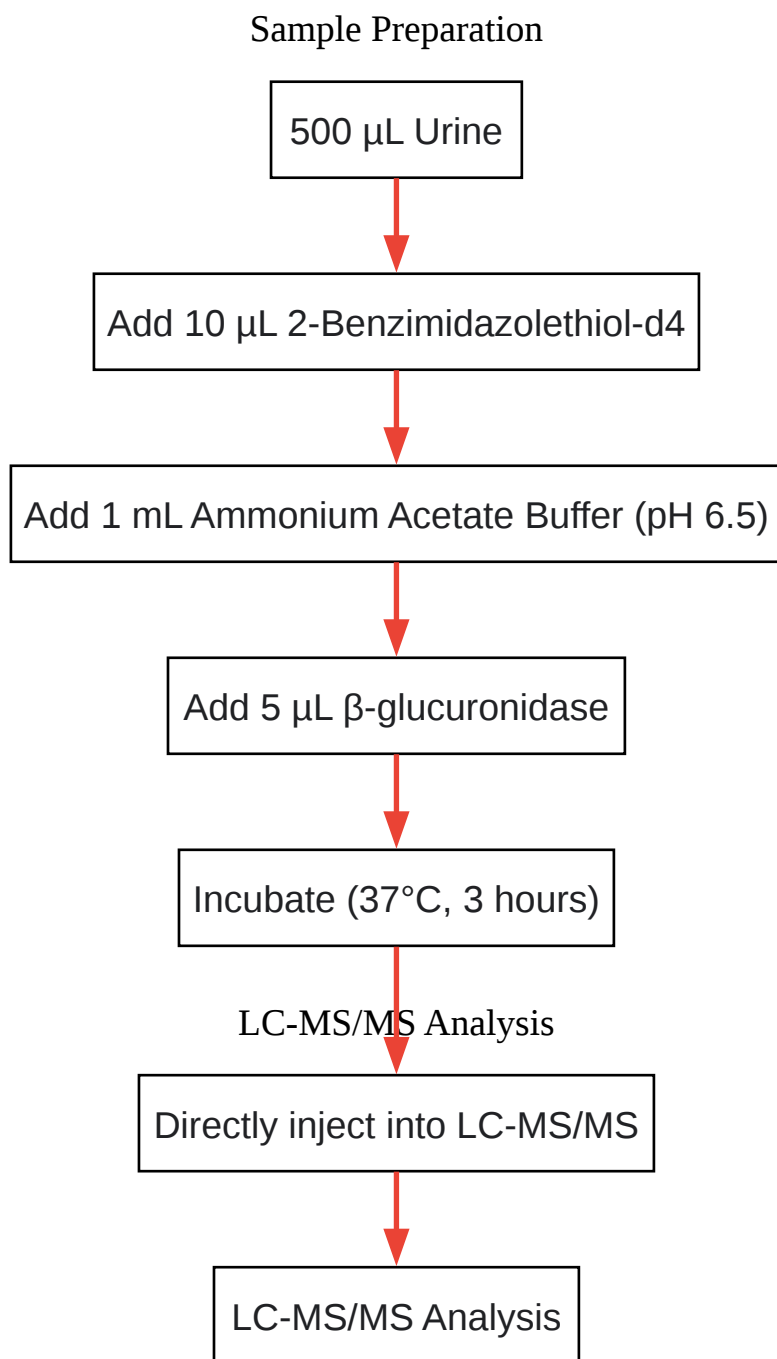 Sample Preparation
500 µL Urine
Add 10 µL 2-Benzimidazolethiol-d4
Add 1 mL Ammonium Acetate Buffer (pH 6.5)
Add 5 µL β-glucuronidase
Incubate (37°C, 3 hours)
LC-MS/MS Analysis
Directly inject into LC-MS/MS
LC-MS/MS Analysis